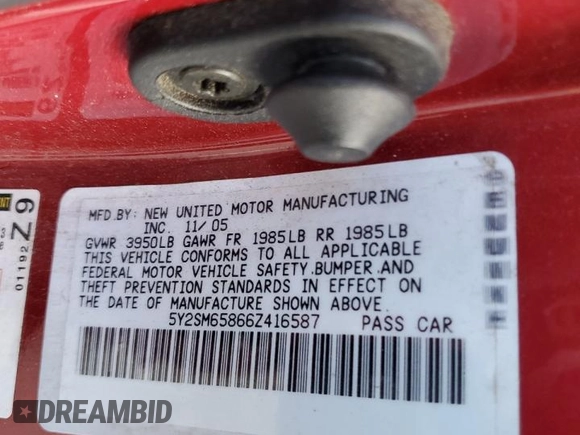 MFD.BY: NEW UNITED MOTOR MANUFACTURING
INC. 11/05
GVWR 3950LB GAWR FR 1985LB RR 1985LB
THIS VEHICLE CONFORMS TO ALL APPLICABLE
FEDERAL MOTOR VEHICLE SAFETY,BUMPER,AND
THEFT PREVENTION STANDARDS IN EFFECT ON
THE DATE OF MANUFACTURE SHOWN ABOVE.
5Y2SM65866Z416587 PASS CAR
01192 Z 9
DREAMBID